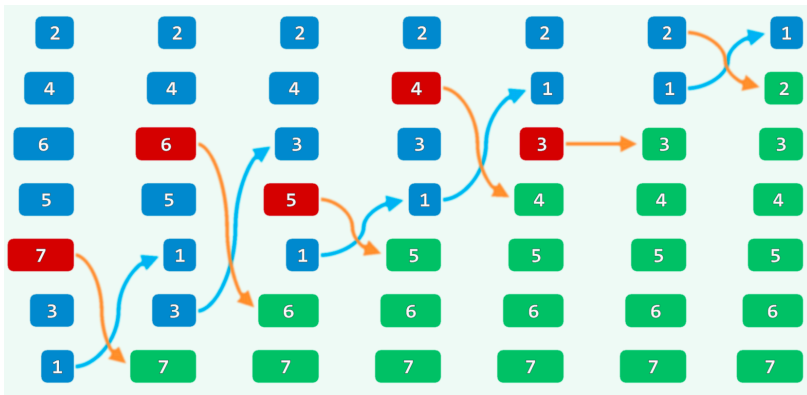 2 2 2 2 2 2 1
4 4 4 4 1 1 2
6 6 3 3 3 3 3
5 5 5 1 4 4 4
7 1 1 5 5 5 5
3 3 6 6 6 6 6
1 7 7 7 7 7 7